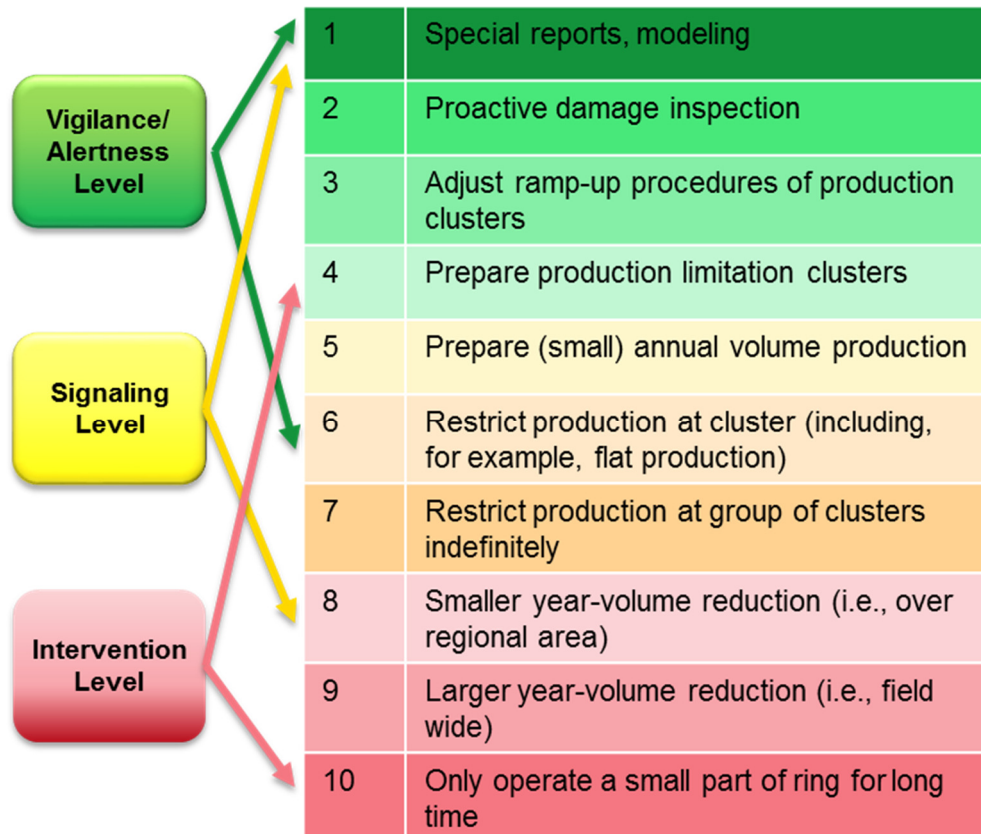 Vigilance/
Alertness
Level
Signaling
Level
Intervention
Level
1 Special reports, modeling
2 Proactive damage inspection
3 Adjust ramp-up procedures of production
clusters
4 Prepare production limitation clusters
5 Prepare (small) annual volume production
6 Restrict production at cluster (including,
for example, flat production)
7 Restrict production at group of clusters
indefinitely
8 Smaller year-volume reduction (i.e., over
regional area)
9 Larger year-volume reduction (i.e., field
wide)
10 Only operate a small part of ring for long
time